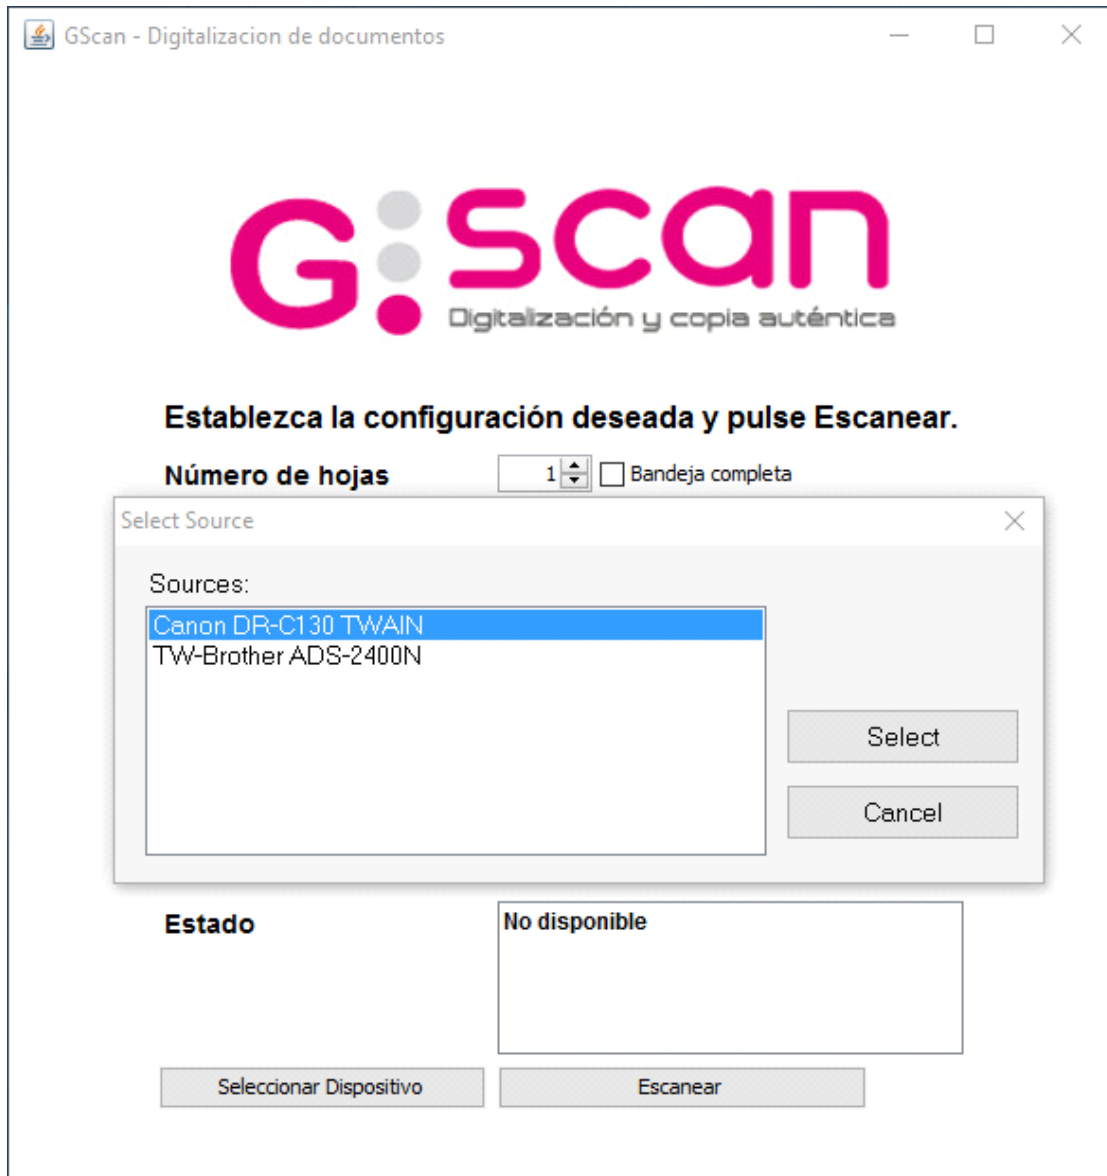 GScan - Digitalizacion de documentos
G scan
Digitalización y copia auténtica
Establezca la configuración deseada y pulse Escanear.
Número de hojas 1 Bandeja completa
Select Source
Sources:
Canon DR-C130 TWAIN
TW-Brother ADS-2400N
Select
Cancel
Estado No disponible
Seleccionar Dispositivo Escanear